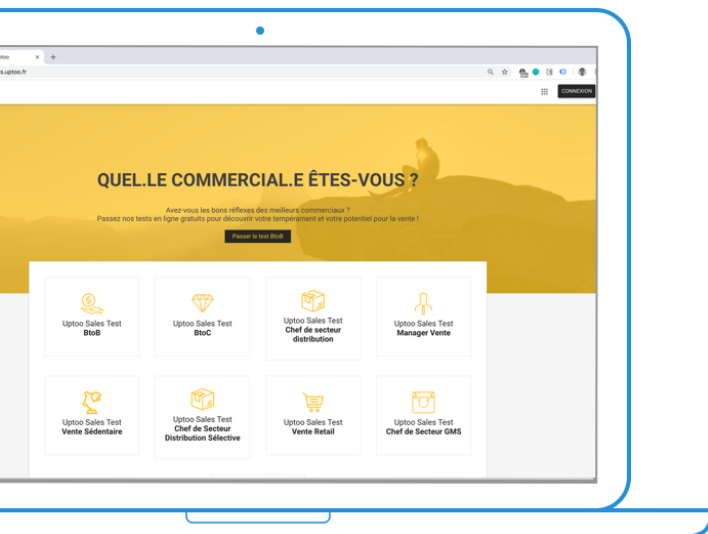 s.uptoo.fr
CONNEXION
QUEL.LE COMMERCIAL.E ÊTES-VOUS ?
Avez-vous les bons réflexes des meilleurs commerciaux ?
Passez nos tests en ligne gratuits pour découvrir votre tempérament et votre potentiel pour la vente !
Passer le test BtoB
Uptoo Sales Test
BtoB
Uptoo Sales Test
BtoC
Uptoo Sales Test
Chef de secteur
distribution
Uptoo Sales Test
Manager Vente
Uptoo Sales Test
Vente Sédentaire
Uptoo Sales Test
Chef de Secteur
Distribution Sélective
Uptoo Sales Test
Vente Retail
Uptoo Sales Test
Chef de Secteur GMS